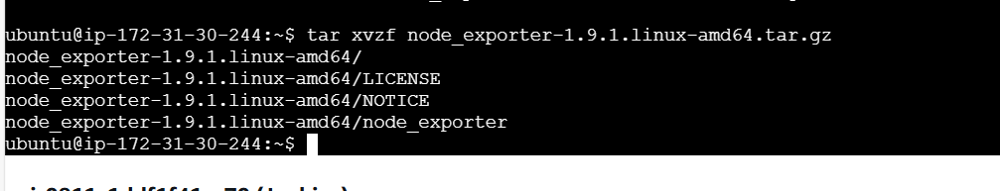 ubuntu@ip-172-31-30-244:~$ tar xvzf node_exporter-1.9.1.linux-amd64.tar.gz
node_exporter-1.9.1.linux-amd64/
node_exporter-1.9.1.linux-amd64/LICENSE
node_exporter-1.9.1.linux-amd64/NOTICE
node_exporter-1.9.1.linux-amd64/node_exporter
ubuntu@ip-172-31-30-244:~$